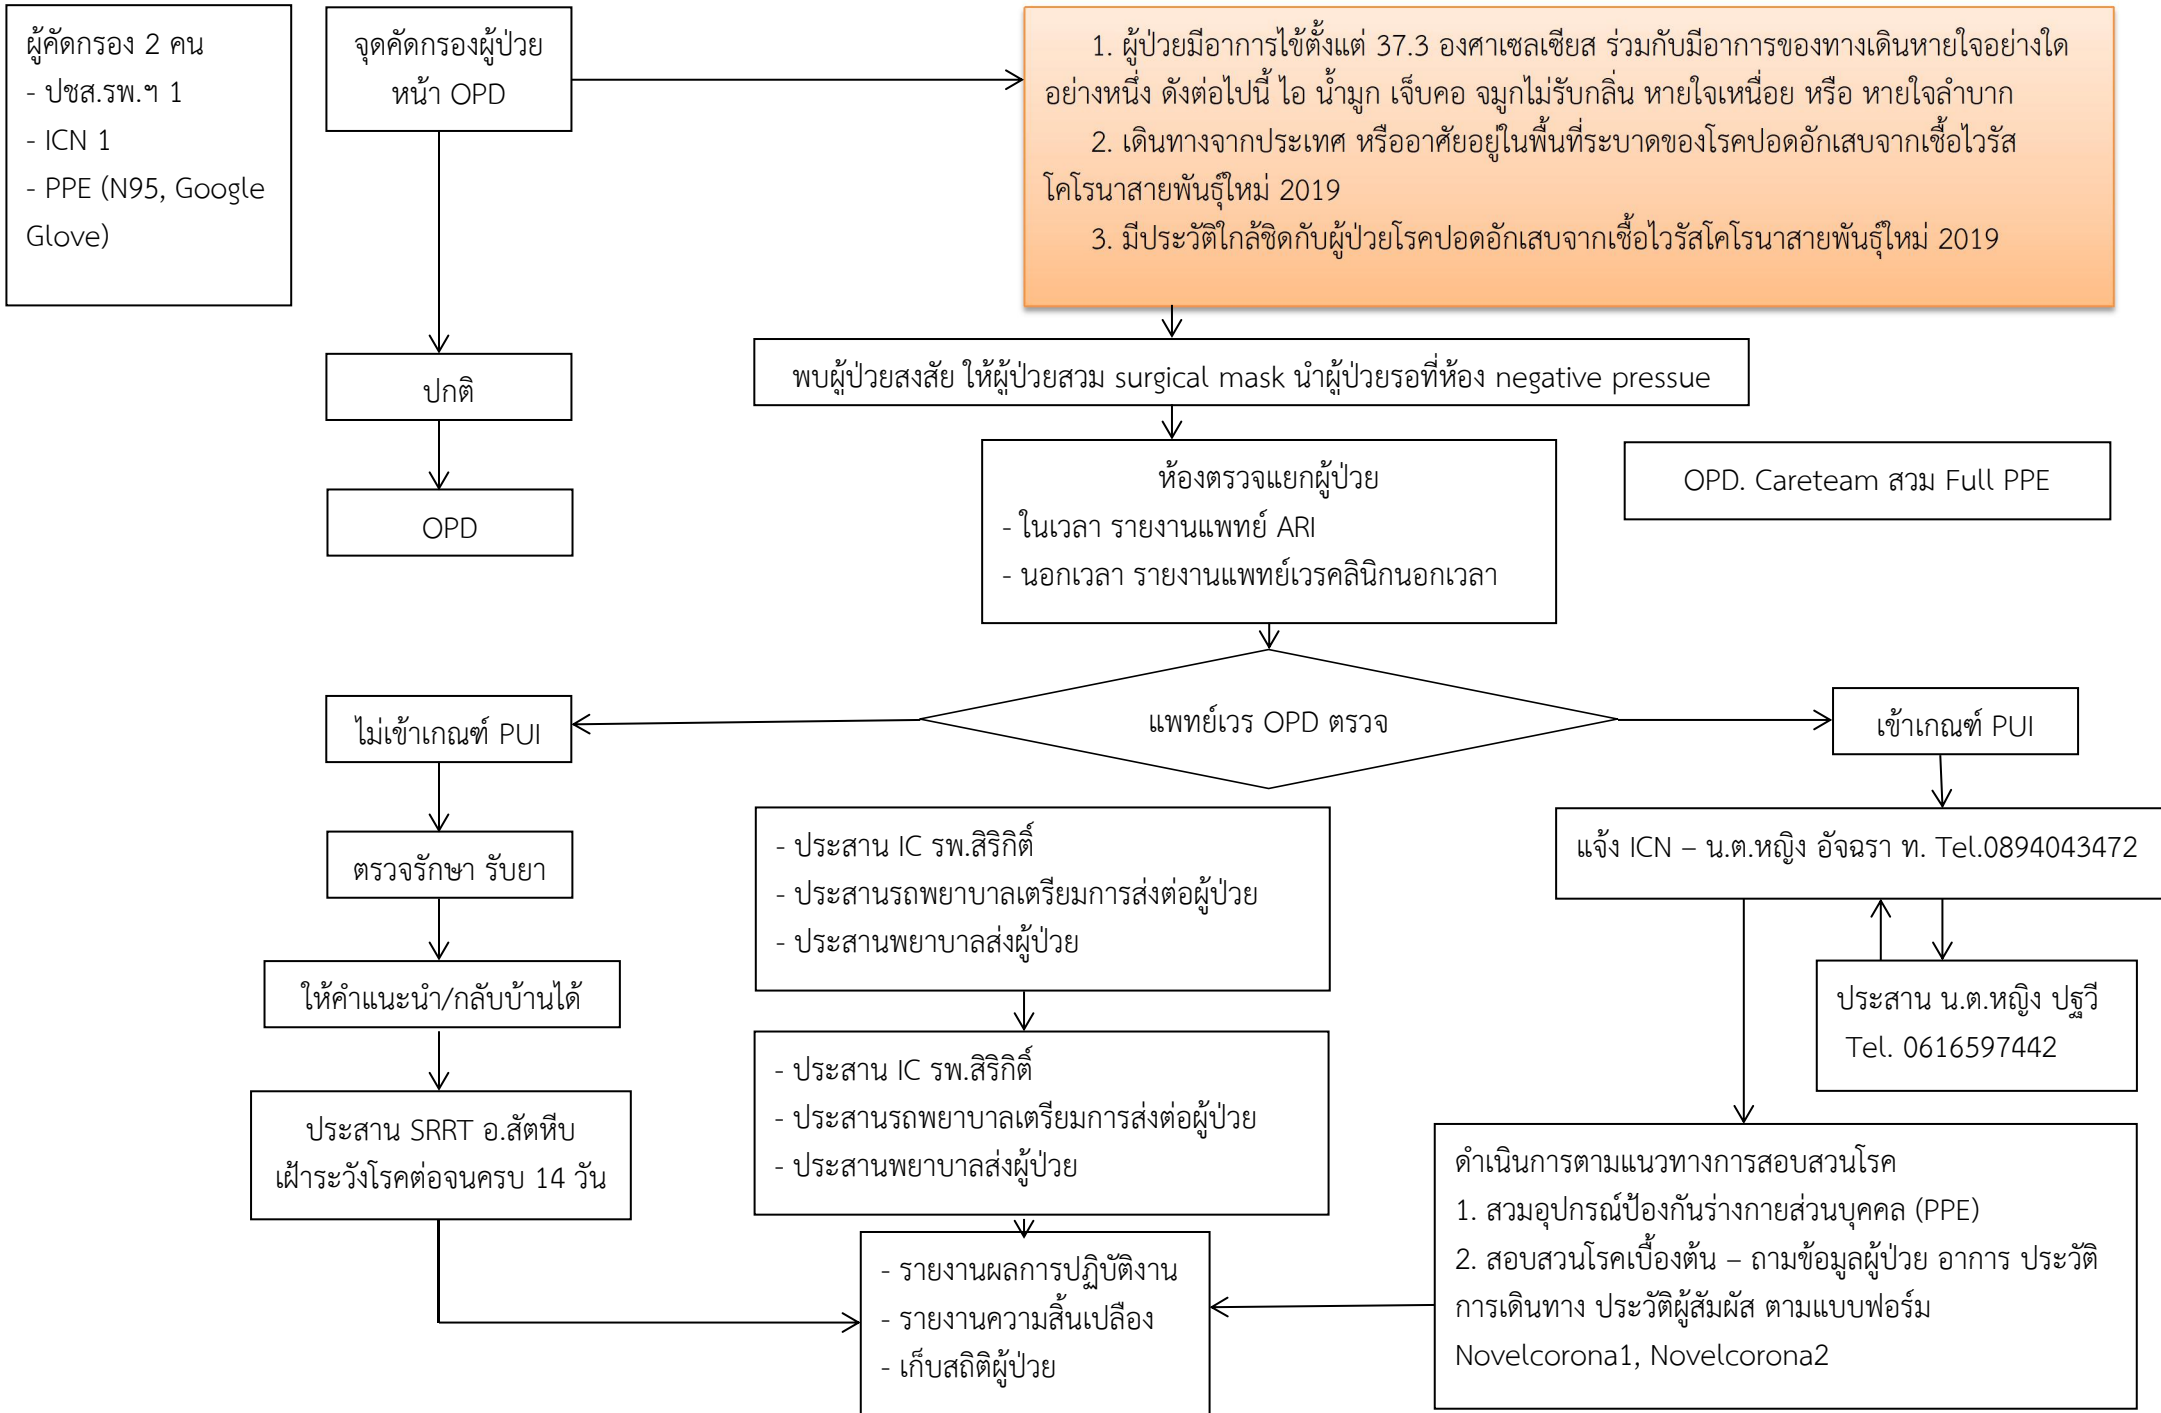 ผู้คัดกรอง 2 คน
- ปชส.รพ.ฯ 1
- ICN 1
- PPE (N95, Google
Glove)
จุดคัดกรองผู้ป่วย
หน้า OPD
1. ผู้ป่วยมีอาการไข้ตั้งแต่ 37.3 องศาเซลเซียส ร่วมกับมีอาการของทางเดินหายใจอย่างใด
อย่างหนึ่ง ดังต่อไปนี้ ไอ น้ำมูก เจ็บคอ จมูกไม่รับกลิ่น หายใจเหนื่อย หรือ หายใจลำบาก
2. เดินทางจากประเทศ หรืออาศัยอยู่ในพื้นที่ระบาดของโรคปอดอักเสบจากเชื้อไวรัส
โคโรนาสายพันธุ์ใหม่ 2019
3. มีประวัติใกล้ชิดกับผู้ป่วยโรคปอดอักเสบจากเชื้อไวรัสโคโรนาสายพันธุ์ใหม่ 2019
ปกติ
OPD
พบผู้ป่วยสงสัย ให้ผู้ป่วยสวม surgical mask นำผู้ป่วยรอที่ห้อง negative pressue
ห้องตรวจแยกผู้ป่วย
- ในเวลา รายงานแพทย์ ARI
- นอกเวลา รายงานแพทย์เวรคลินิกนอกเวลา
OPD. Careteam สวม Full PPE
แพทย์เวร OPD ตรวจ
ไม่เข้าเกณฑ์ PUI
ตรวจรักษา รับยา
ให้คำแนะนำ/กลับบ้านได้
ประสาน SRRT อ.สัตหีบ
เฝ้าระวังโรคต่อจนครบ 14 วัน
- ประสาน IC รพ.สิริกิติ์
- ประสานรถพยาบาลเตรียมการส่งต่อผู้ป่วย
- ประสานพยาบาลส่งผู้ป่วย
- ประสาน IC รพ.สิริกิติ์
- ประสานรถพยาบาลเตรียมการส่งต่อผู้ป่วย
- ประสานพยาบาลส่งผู้ป่วย
- รายงานผลการปฏิบัติงาน
- รายงานความสิ้นเปลือง
- เก็บสถิติผู้ป่วย
เข้าเกณฑ์ PUI
แจ้ง ICN – น.ต.หญิง อัจฉรา ท. Tel.0894043472
ประสาน น.ต.หญิง ปฐวี
Tel. 0616597442
ดำเนินการตามแนวทางการสอบสวนโรค
1. สวมอุปกรณ์ป้องกันร่างกายส่วนบุคคล (PPE)
2. สอบสวนโรคเบื้องต้น – ถามข้อมูลผู้ป่วย อาการ ประวัติ
การเดินทาง ประวัติผู้สัมผัส ตามแบบฟอร์ม
Novelcorona1, Novelcorona2